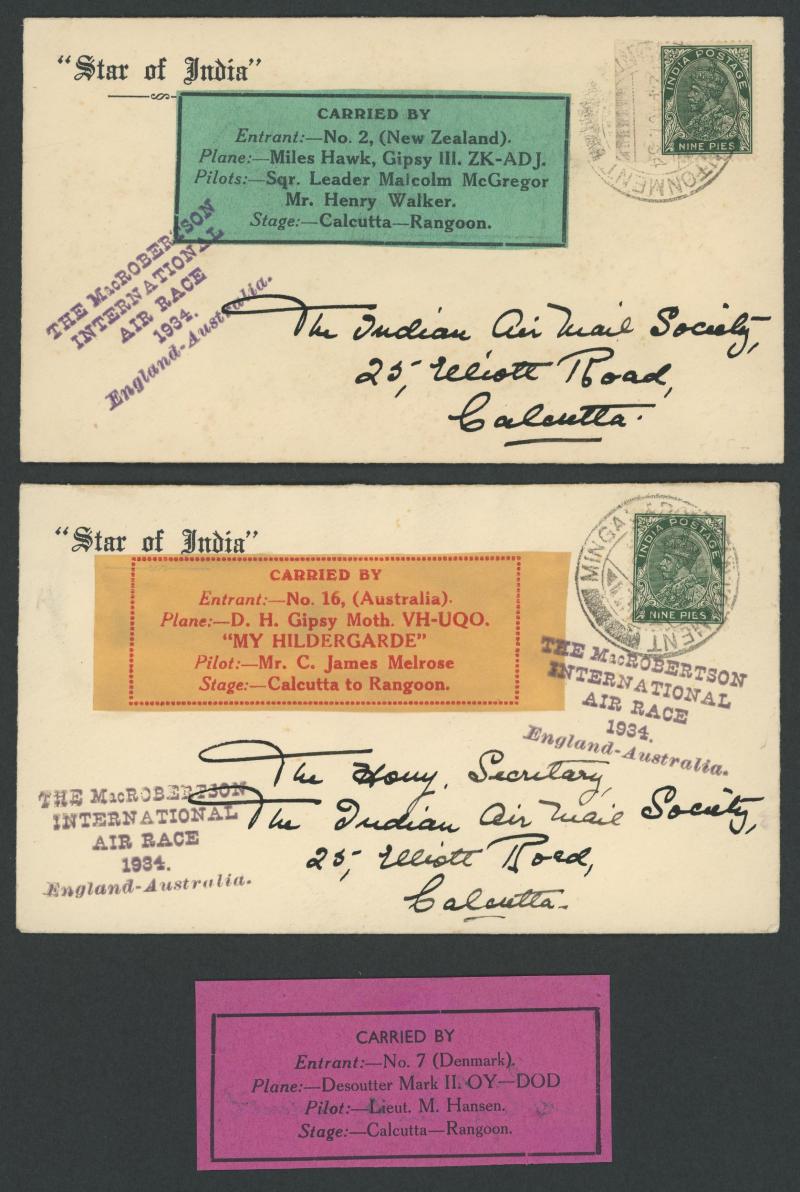 "Star of India"
INDIA POSTAGE
NINE PIES
CARRIED BY
Entrant:—No. 2, (New Zealand).
Plane:—Miles Hawk, Gipsy III. ZK-ADJ.
Pilots:—Sqr. Leader Malcolm McGregor
Mr. Henry Walker.
Stage:—Calcutta-Rangoon.
THE MacROBERTSON
INTERNATIONAL
AIR RACE
1934.
England-Australia.
The Indian Air Mail Society,
25, Elliott Road,
Calcutta.
"Star of India"
INDIA POSTAGE
NINE PIES
CARRIED BY
Entrant:—No. 16, (Australia).
Plane:—D. H. Gipsy Moth. VH-UQO.
"MY HILDERGARDE"
Pilot:—Mr. C. James Melrose
Stage:—Calcutta to Rangoon.
THE MacROBERTSON
INTERNATIONAL
AIR RACE
1934.
England-Australia.
The Hony. Secretary,
The Indian Air Mail Society,
25, Elliott Road,
Calcutta.
THE MacROBERTSON
INTERNATIONAL
AIR RACE
1934.
England-Australia.
CARRIED BY
Entrant:—No. 7 (Denmark).
Plane:—Desoutter Mark II. OY—DOD
Pilot:—Lieut. M. Hansen.
Stage:—Calcutta—Rangoon.